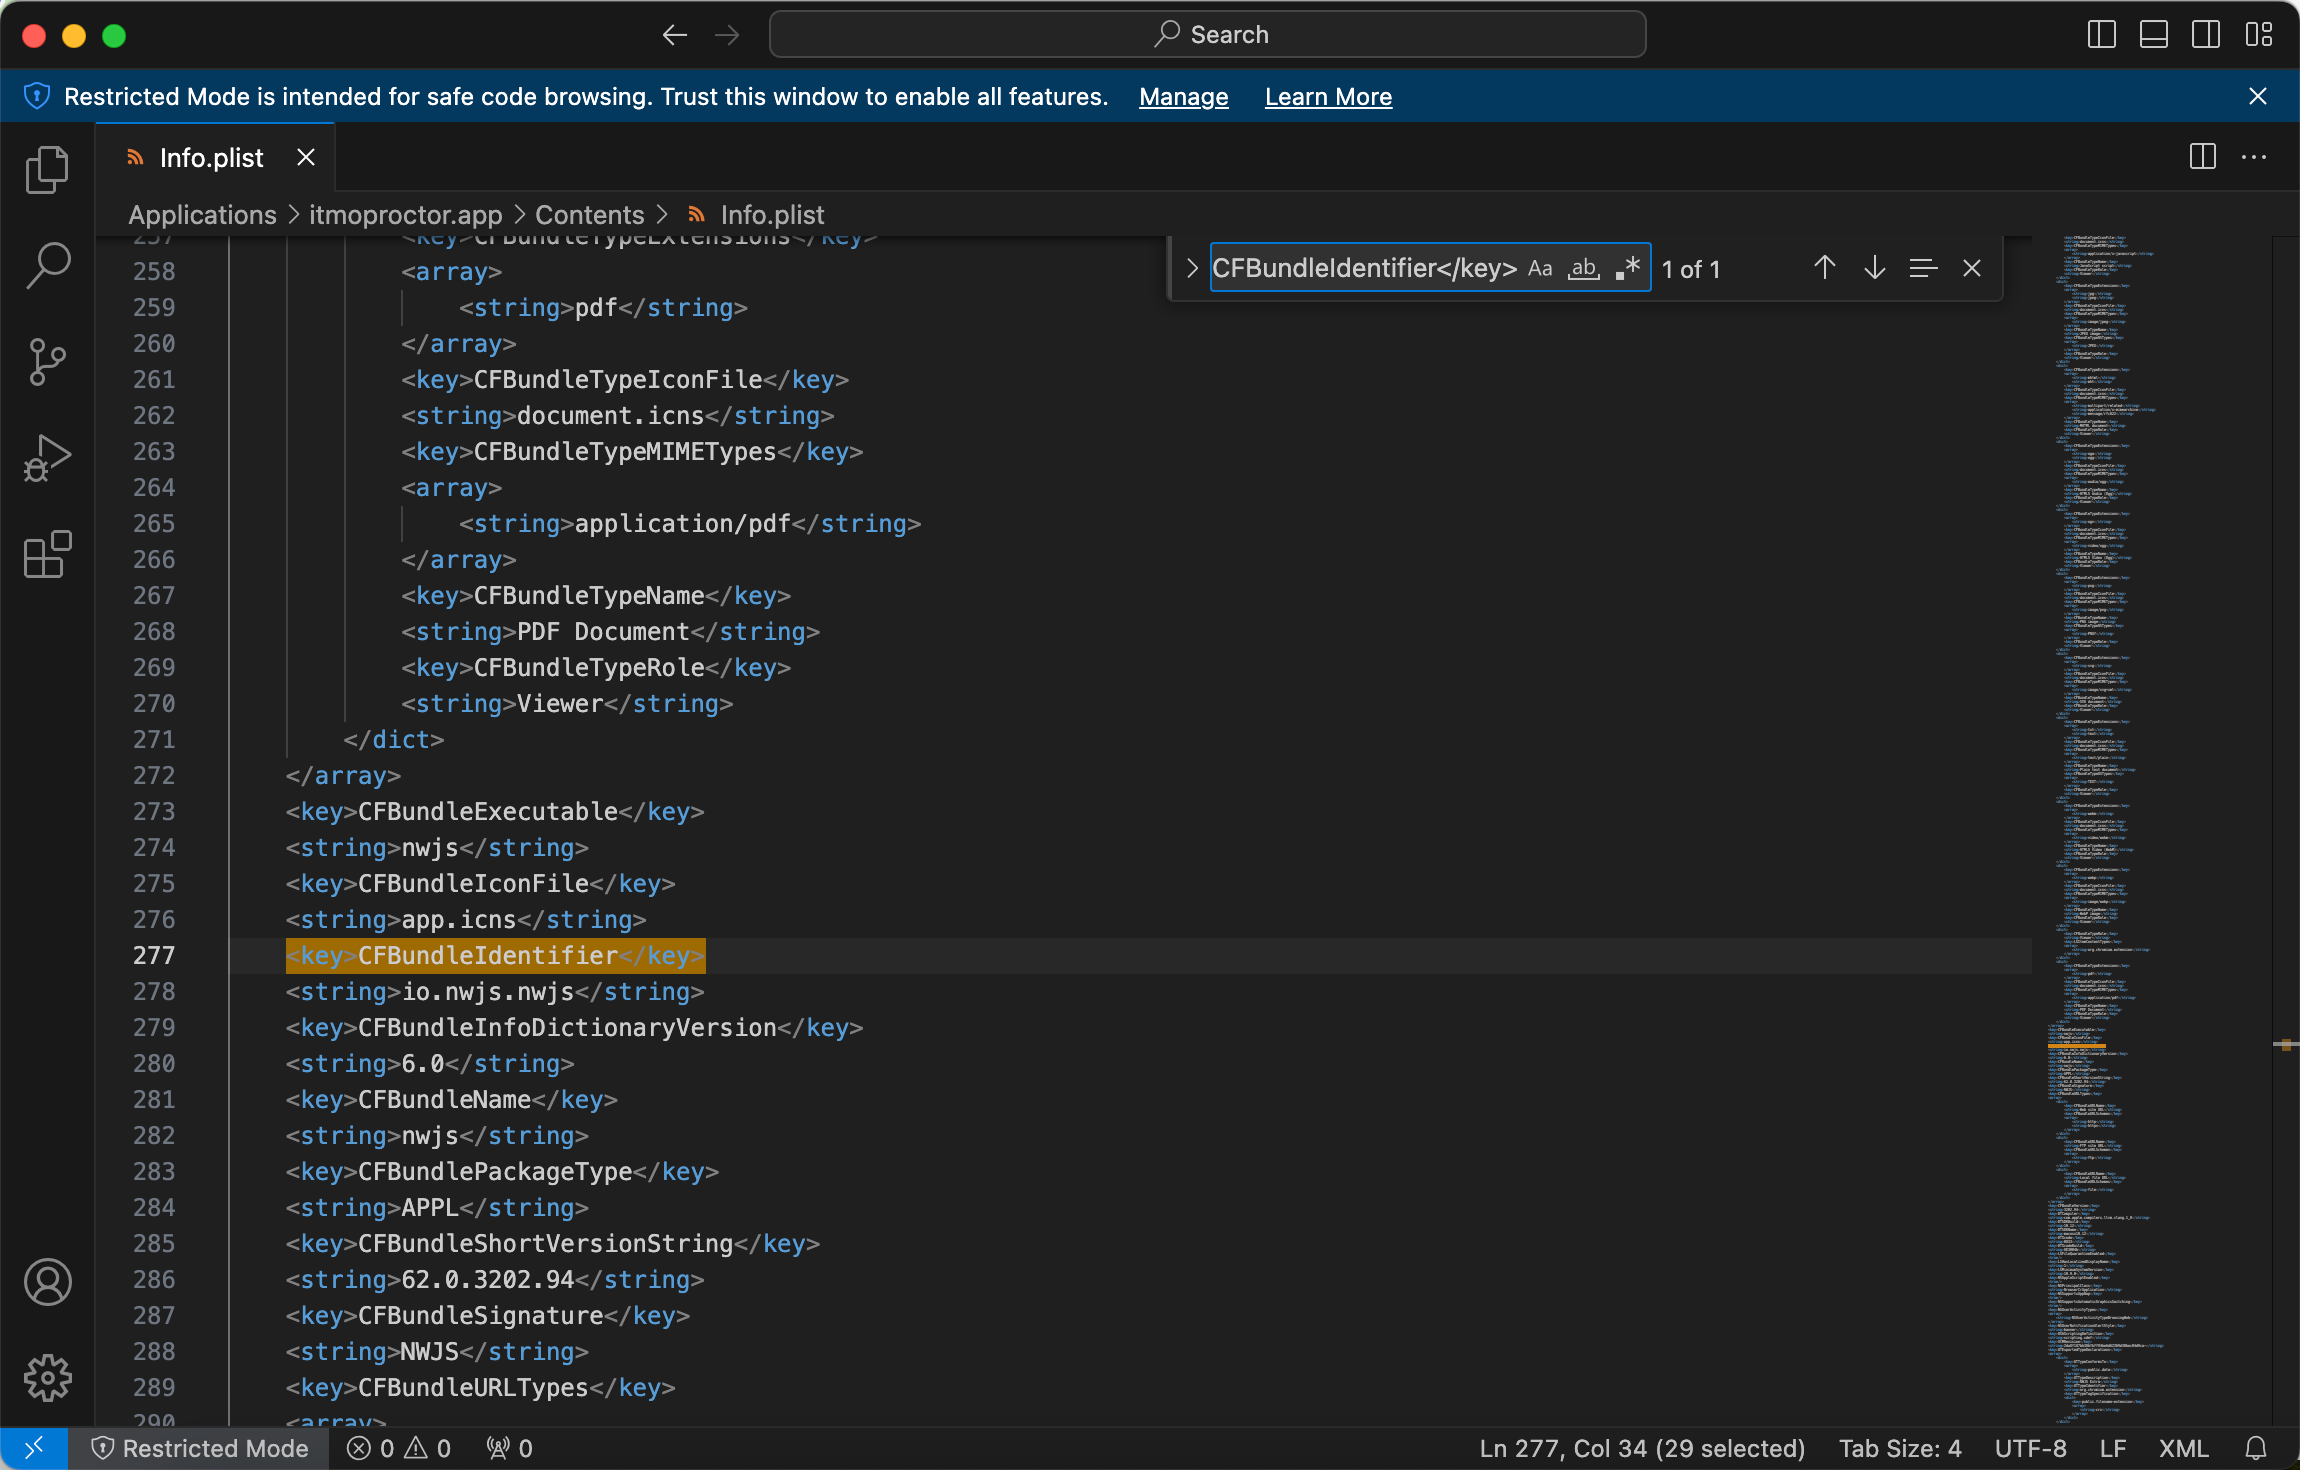 Search
Restricted Mode is intended for safe code browsing. Trust this window to enable all features. Manage Learn More
Info.plist
Applications > itmoproctor.app > Contents > Info.plist
CFBundleIdentifier</key> Aa ab .* 1 of 1
257 <key>CFBundleTypeExtensions</key>
258 <array>
259 <string>pdf</string>
260 </array>
261 <key>CFBundleTypeIconFile</key>
262 <string>document.icns</string>
263 <key>CFBundleTypeMIMETypes</key>
264 <array>
265 <string>application/pdf</string>
266 </array>
267 <key>CFBundleTypeName</key>
268 <string>PDF Document</string>
269 <key>CFBundleTypeRole</key>
270 <string>Viewer</string>
271 </dict>
272 </array>
273 <key>CFBundleExecutable</key>
274 <string>nwjs</string>
275 <key>CFBundleIconFile</key>
276 <string>app.icns</string>
277 <key>CFBundleIdentifier</key>
278 <string>io.nwjs.nwjs</string>
279 <key>CFBundleInfoDictionaryVersion</key>
280 <string>6.0</string>
281 <key>CFBundleName</key>
282 <string>nwjs</string>
283 <key>CFBundlePackageType</key>
284 <string>APPL</string>
285 <key>CFBundleShortVersionString</key>
286 <string>62.0.3202.94</string>
287 <key>CFBundleSignature</key>
288 <string>NWJS</string>
289 <key>CFBundleURLTypes</key>
290 <array>
Restricted Mode 0 0 0 Ln 277, Col 34 (29 selected) Tab Size: 4 UTF-8 LF XML